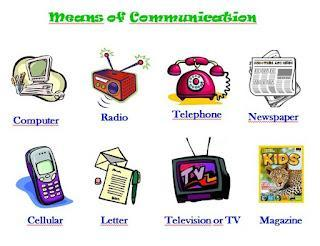 Means of Communication
Computer
Radio
Telephone
Newspaper
TV
KIDS
Cellular
Letter
Television or TV
Magazine